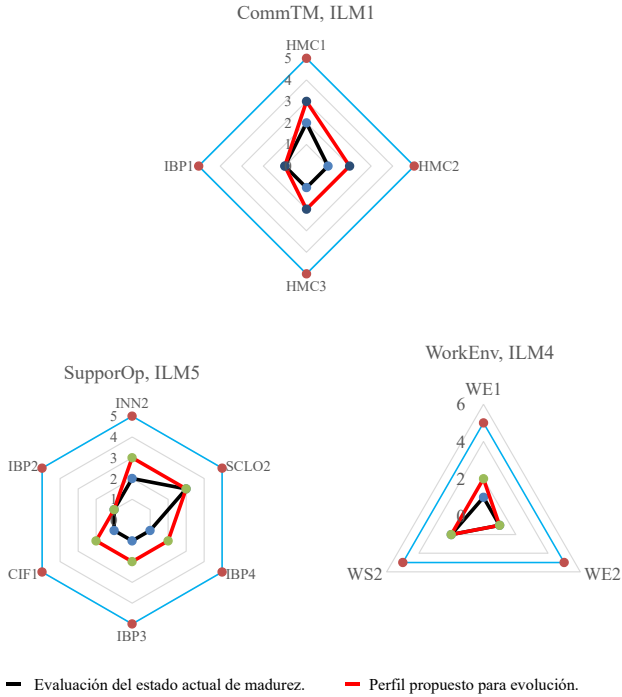 CommTM, ILM1
HMC1
5
4
3
2
1
IBP1
HMC2
HMC3
SupporOp, ILM5
INN2
5
4
3
2
1
IBP2
SCLO2
CIF1
IBP4
IBP3
WorkEnv, ILM4
WE1
6
4
2
0
WS2
WE2
Evaluación del estado actual de madurez.
Perfil propuesto para evolución.